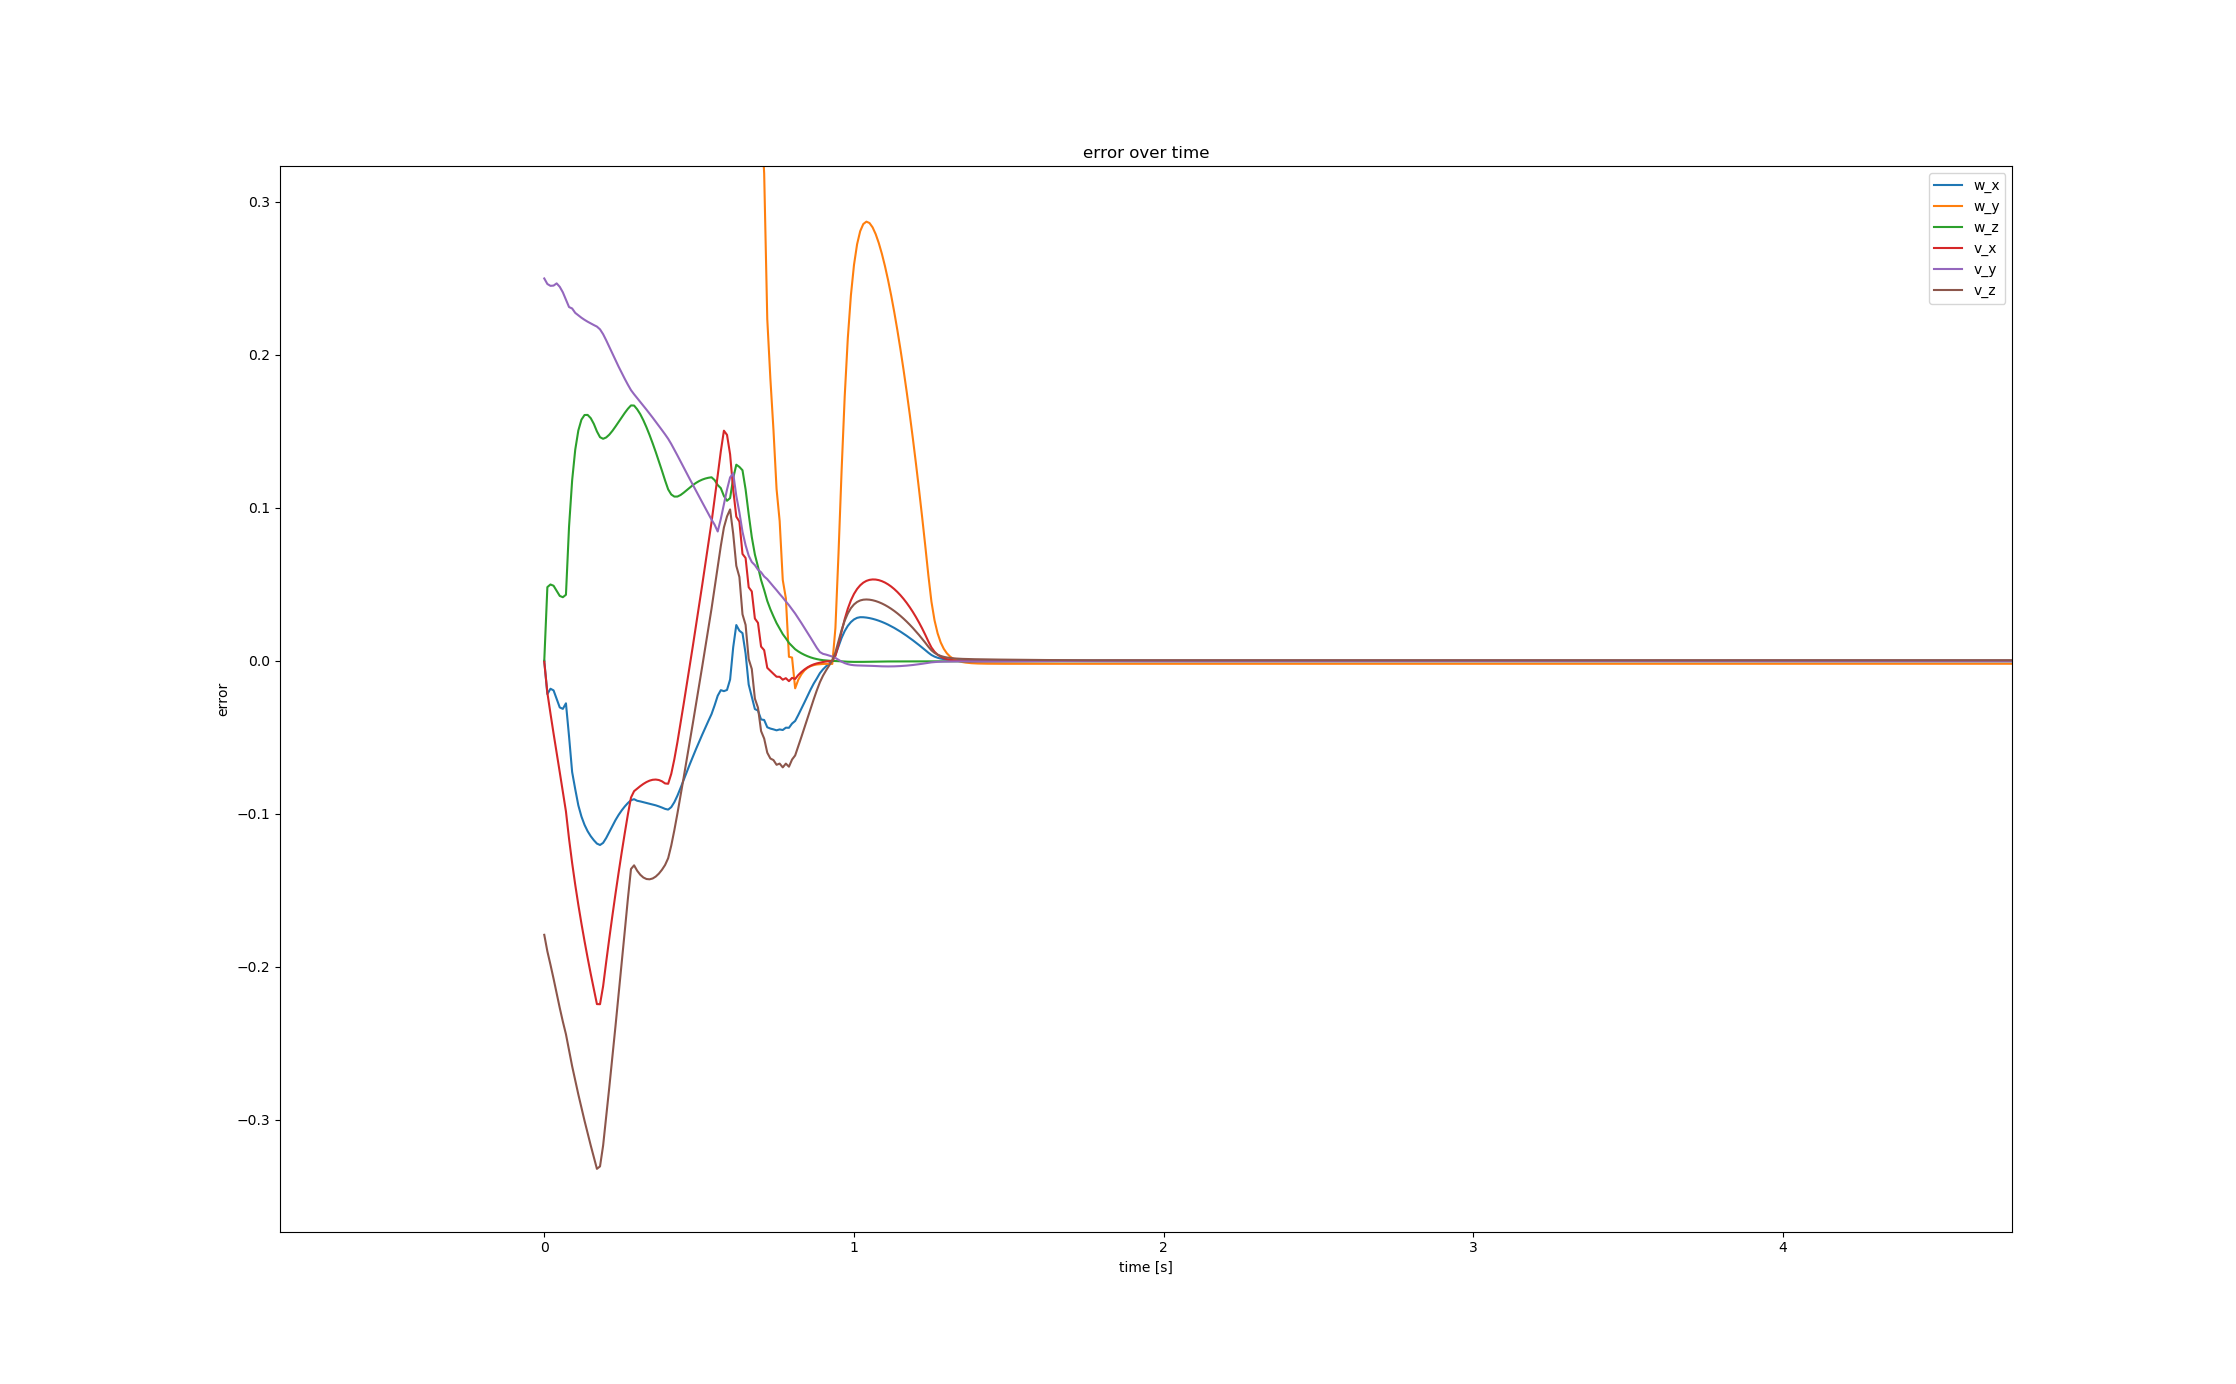 error over time
w_x
w_y
w_z
v_x
v_y
v_z
0.3
0.2
0.1
0.0
−0.1
−0.2
−0.3
error
0 1 2 3 4
time [s]